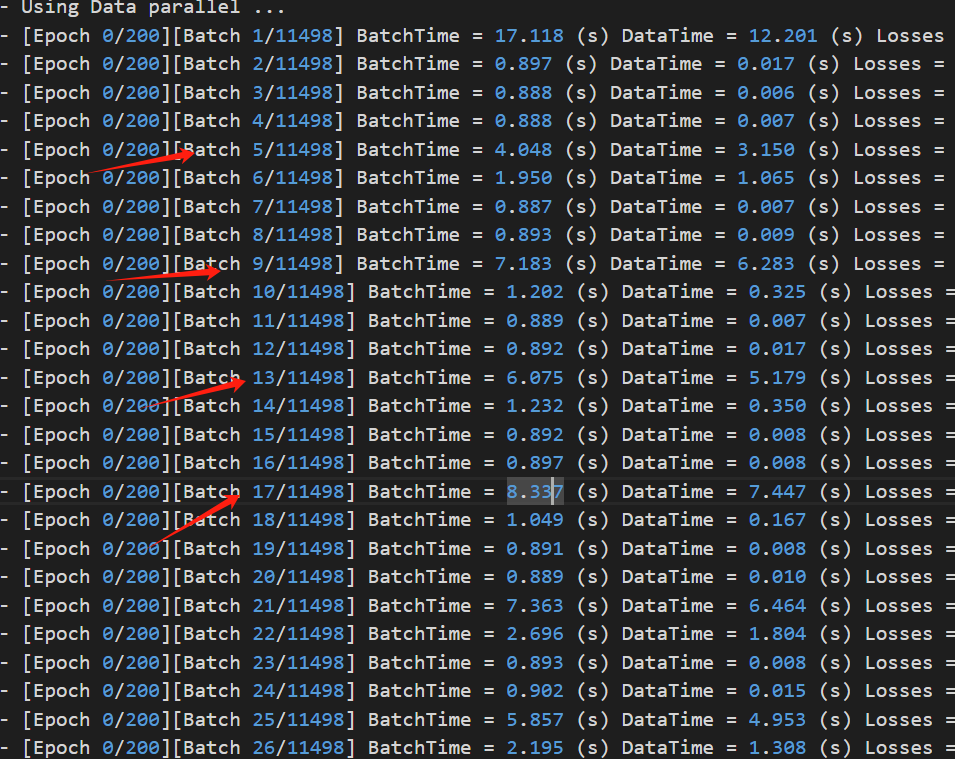 - Using Data parallel ...
- [Epoch 0/200][Batch 1/11498] BatchTime = 17.118 (s) DataTime = 12.201 (s) Losses
- [Epoch 0/200][Batch 2/11498] BatchTime = 0.897 (s) DataTime = 0.017 (s) Losses =
- [Epoch 0/200][Batch 3/11498] BatchTime = 0.888 (s) DataTime = 0.006 (s) Losses =
- [Epoch 0/200][Batch 4/11498] BatchTime = 0.888 (s) DataTime = 0.007 (s) Losses =
- [Epoch 0/200][Batch 5/11498] BatchTime = 4.048 (s) DataTime = 3.150 (s) Losses =
- [Epoch 0/200][Batch 6/11498] BatchTime = 1.950 (s) DataTime = 1.065 (s) Losses =
- [Epoch 0/200][Batch 7/11498] BatchTime = 0.887 (s) DataTime = 0.007 (s) Losses =
- [Epoch 0/200][Batch 8/11498] BatchTime = 0.893 (s) DataTime = 0.009 (s) Losses =
- [Epoch 0/200][Batch 9/11498] BatchTime = 7.183 (s) DataTime = 6.283 (s) Losses =
- [Epoch 0/200][Batch 10/11498] BatchTime = 1.202 (s) DataTime = 0.325 (s) Losses =
- [Epoch 0/200][Batch 11/11498] BatchTime = 0.889 (s) DataTime = 0.007 (s) Losses =
- [Epoch 0/200][Batch 12/11498] BatchTime = 0.892 (s) DataTime = 0.017 (s) Losses =
- [Epoch 0/200][Batch 13/11498] BatchTime = 6.075 (s) DataTime = 5.179 (s) Losses =
- [Epoch 0/200][Batch 14/11498] BatchTime = 1.232 (s) DataTime = 0.350 (s) Losses =
- [Epoch 0/200][Batch 15/11498] BatchTime = 0.892 (s) DataTime = 0.008 (s) Losses =
- [Epoch 0/200][Batch 16/11498] BatchTime = 0.897 (s) DataTime = 0.008 (s) Losses =
- [Epoch 0/200][Batch 17/11498] BatchTime = 8.337 (s) DataTime = 7.447 (s) Losses =
- [Epoch 0/200][Batch 18/11498] BatchTime = 1.049 (s) DataTime = 0.167 (s) Losses =
- [Epoch 0/200][Batch 19/11498] BatchTime = 0.891 (s) DataTime = 0.008 (s) Losses =
- [Epoch 0/200][Batch 20/11498] BatchTime = 0.889 (s) DataTime = 0.010 (s) Losses =
- [Epoch 0/200][Batch 21/11498] BatchTime = 7.363 (s) DataTime = 6.464 (s) Losses =
- [Epoch 0/200][Batch 22/11498] BatchTime = 2.696 (s) DataTime = 1.804 (s) Losses =
- [Epoch 0/200][Batch 23/11498] BatchTime = 0.893 (s) DataTime = 0.008 (s) Losses =
- [Epoch 0/200][Batch 24/11498] BatchTime = 0.902 (s) DataTime = 0.015 (s) Losses =
- [Epoch 0/200][Batch 25/11498] BatchTime = 5.857 (s) DataTime = 4.953 (s) Losses =
- [Epoch 0/200][Batch 26/11498] BatchTime = 2.195 (s) DataTime = 1.308 (s) Losses =